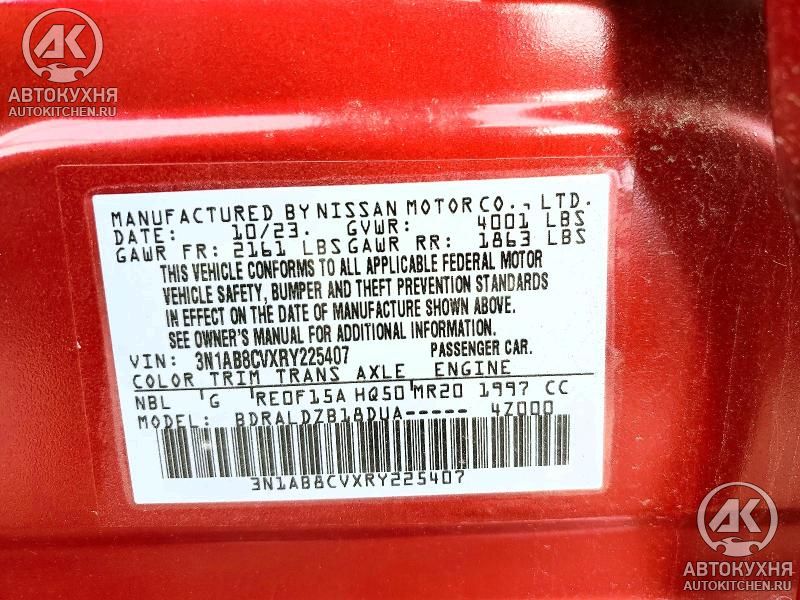 АК
АВТОКУХНЯ
AUTOKITCHEN.RU
MANUFACTURED BY NISSAN MOTOR CO., LTD.
DATE: 10/23. GVWR: 4001 LBS
GAWR FR: 2161 LBS GAWR RR: 1863 LBS
THIS VEHICLE CONFORMS TO ALL APPLICABLE FEDERAL MOTOR
VEHICLE SAFETY, BUMPER AND THEFT PREVENTION STANDARDS
IN EFFECT ON THE DATE OF MANUFACTURE SHOWN ABOVE.
SEE OWNER'S MANUAL FOR ADDITIONAL INFORMATION.
VIN: 3N1AB8CVXRY225407 PASSENGER CAR.
COLOR TRIM TRANS AXLE ENGINE
NBL G RE0F15A HQ50 MR20 1997 CC
MODEL: BDRALDZB18DUA----- 4Z000
3N1AB8CVXRY225407
АК
АВТОКУХНЯ
AUTOKITCHEN.RU